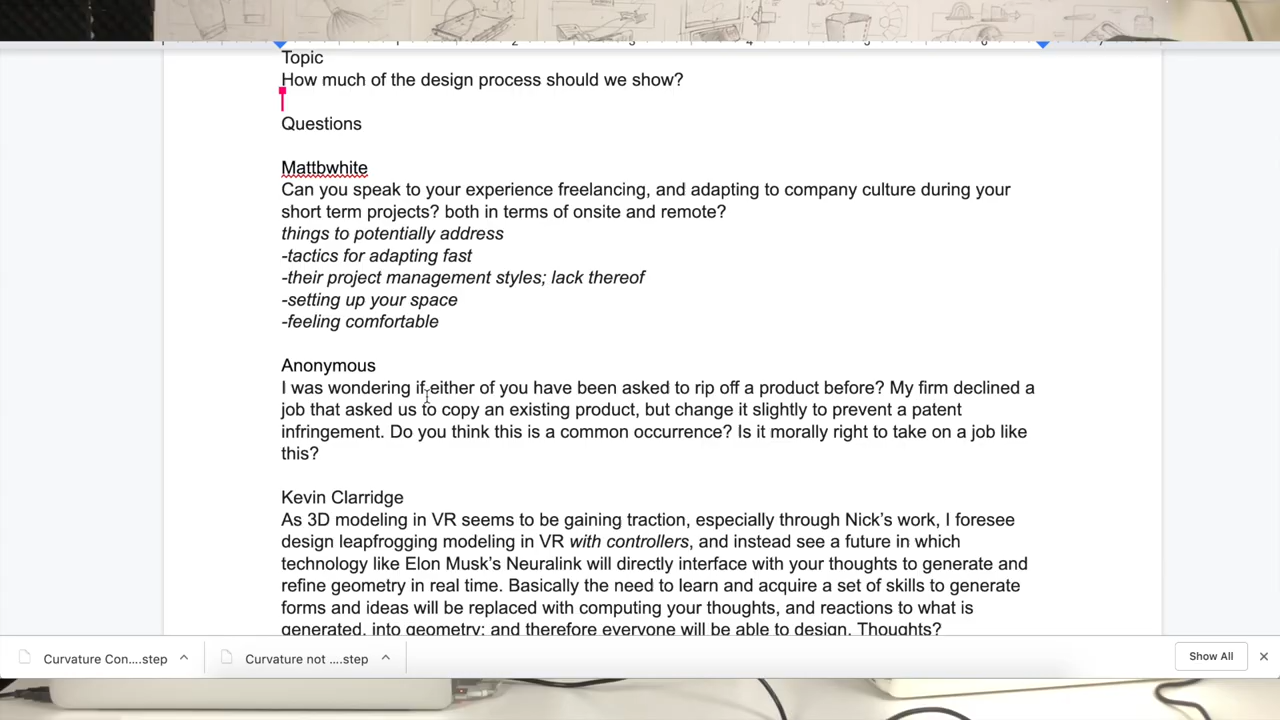 Topic
How much of the design process should we show?
Questions
Mattbwhite
Can you speak to your experience freelancing, and adapting to company culture during your
short term projects? both in terms of onsite and remote?
things to potentially address
-tactics for adapting fast
-their project management styles; lack thereof
-setting up your space
-feeling comfortable
Anonymous
I was wondering if either of you have been asked to rip off a product before? My firm declined a
job that asked us to copy an existing product, but change it slightly to prevent a patent
infringement. Do you think this is a common occurrence? Is it morally right to take on a job like
this?
Kevin Clarridge
As 3D modeling in VR seems to be gaining traction, especially through Nick's work, I foresee
design leapfrogging modeling in VR with controllers, and instead see a future in which
technology like Elon Musk's Neuralink will directly interface with your thoughts to generate and
refine geometry in real time. Basically the need to learn and acquire a set of skills to generate
forms and ideas will be replaced with computing your thoughts, and reactions to what is
generated, into geometry; and therefore everyone will be able to design. Thoughts?
Curvature Con....step
Curvature not ....step
Show All